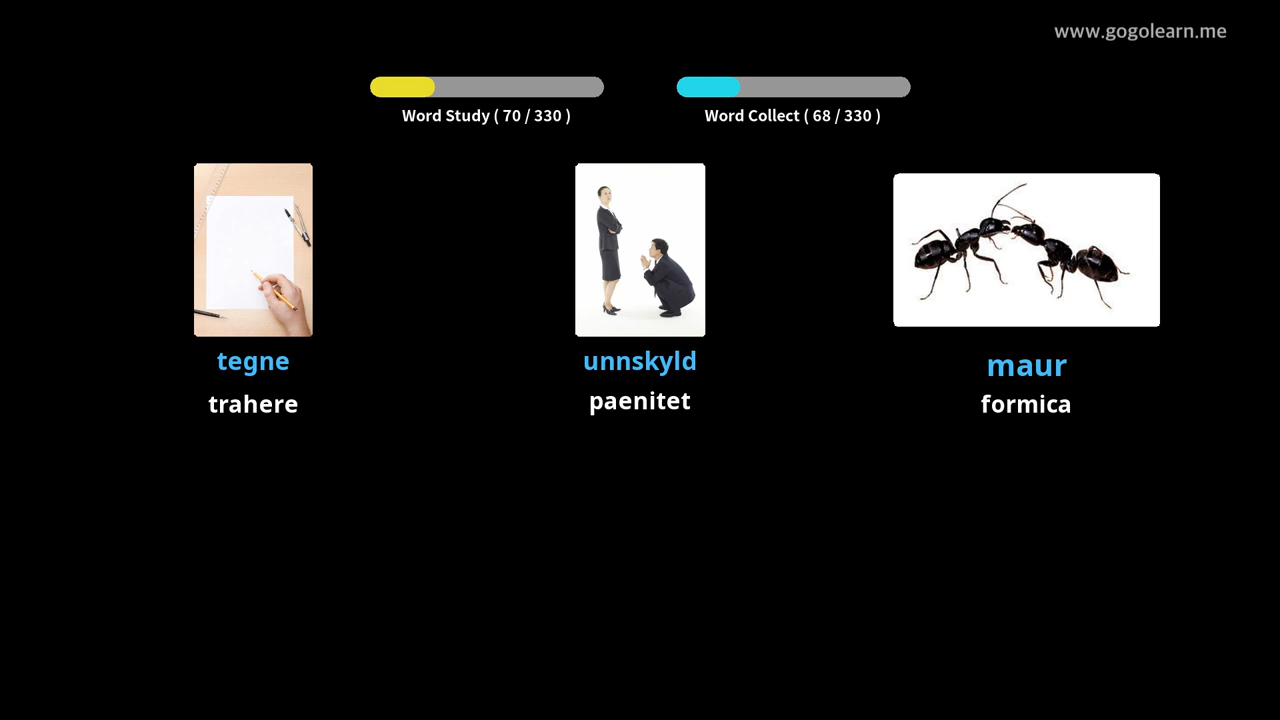 www.gogolearn.me
Word Study ( 70 / 330 )
Word Collect ( 68 / 330 )
tegne
trahere
unnskyld
paenitet
maur
formica